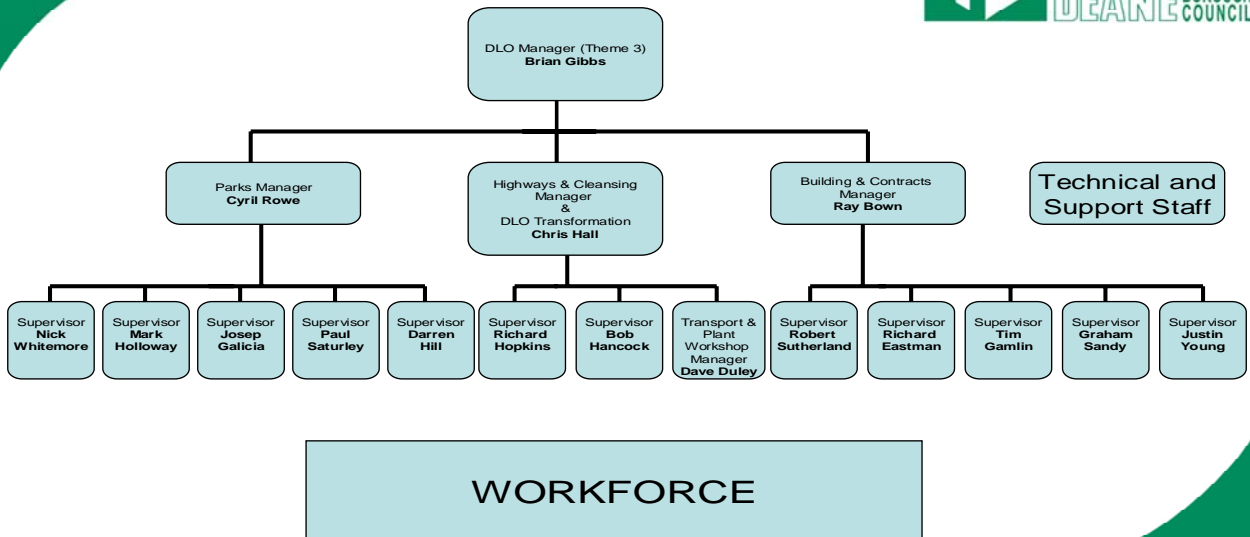 DEANE
COUNCIL
DLO Manager (Theme 3)
Brian Gibbs
Parks Manager
Cyril Rowe
Highways & Cleansing
Manager
&
DLO Transformation
Chris Hall
Building & Contracts
Manager
Ray Bown
Technical and
Support Staff
Supervisor
Nick
Whitemore
Supervisor
Mark
Holloway
Supervisor
Josep
Galicia
Supervisor
Paul
Saturley
Supervisor
Darren
Hill
Supervisor
Richard
Hopkins
Supervisor
Bob
Hancock
Transport &
Plant
Workshop
Manager
Dave Duley
Supervisor
Robert
Sutherland
Supervisor
Richard
Eastman
Supervisor
Tim
Gamlin
Supervisor
Graham
Sandy
Supervisor
Justin
Young
WORKFORCE